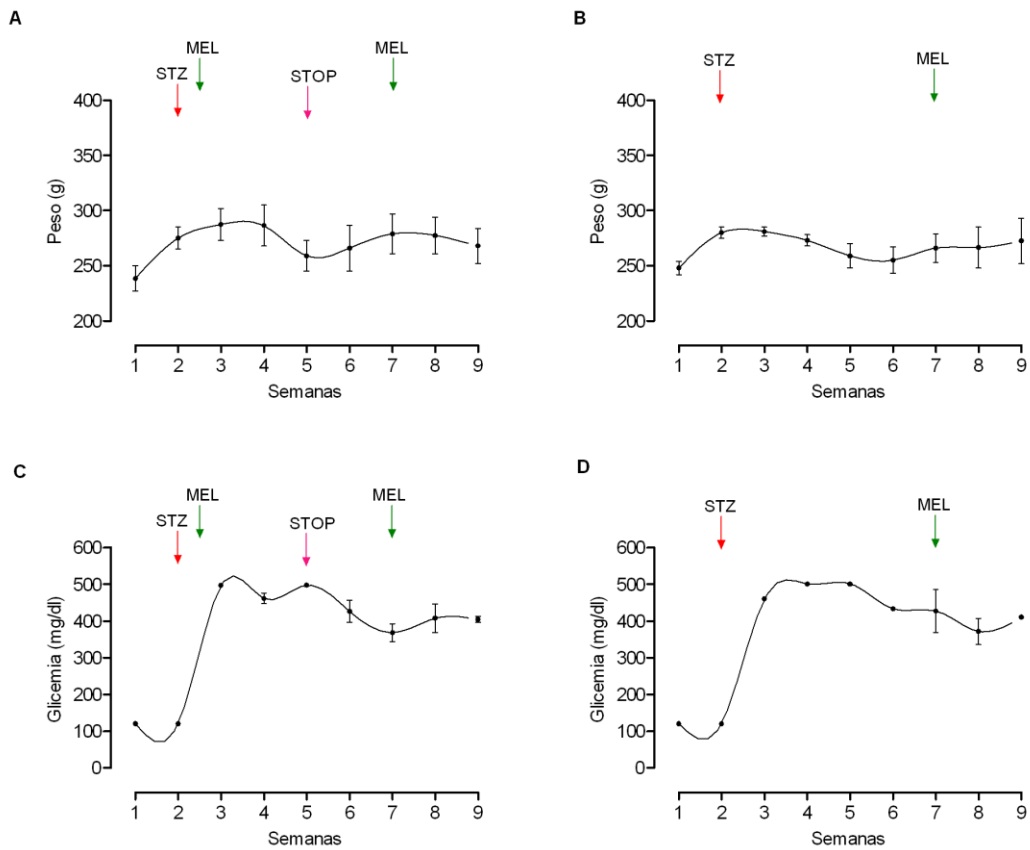 A
MEL
MEL
STZ
STOP
400
350
300
250
200
Peso (g)
1 2 3 4 5 6 7 8 9
Semanas
B
STZ
MEL
400
350
300
250
200
Peso (g)
1 2 3 4 5 6 7 8 9
Semanas
C
MEL
MEL
STZ
STOP
600
500
400
300
200
100
0
Glicemia (mg/dl)
1 2 3 4 5 6 7 8 9
Semanas
D
STZ
MEL
600
500
400
300
200
100
0
Glicemia (mg/dl)
1 2 3 4 5 6 7 8 9
Semanas